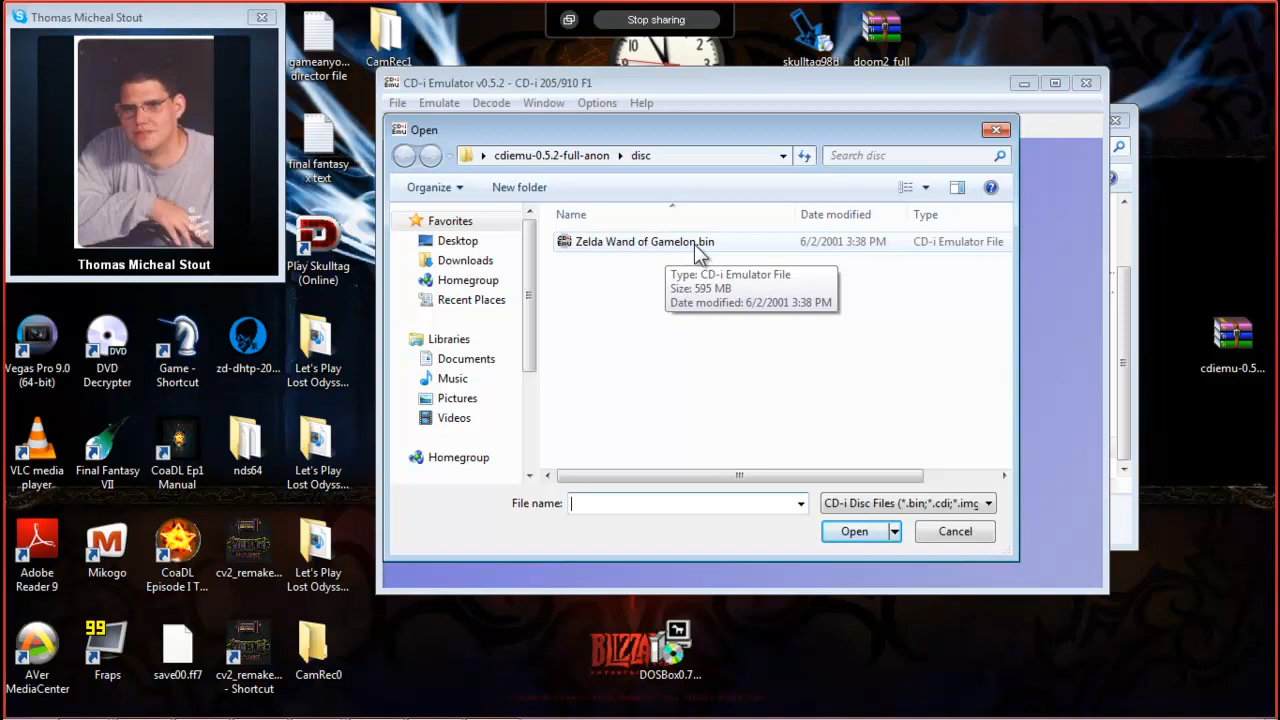 Thomas Micheal Stout
Thomas Micheal Stout
Stop sharing
gameanyo...
director file
CamRec1
10
2
3
skulltag98d
doom2_full
CD-i Emulator v0.5.2 - CD-i 205/910 F1
File Emulate Decode Window Options Help
Open
cdiemu-0.5.2-full-anon disc
Search disc
Organize New folder
Favorites
Desktop
Downloads
Homegroup
Recent Places
Libraries
Documents
Music
Pictures
Videos
Homegroup
Name Date modified Type
Zelda Wand of Gamelon.bin 6/2/2001 3:38 PM CD-i Emulator File
Type: CD-i Emulator File
Size: 595 MB
Date modified: 6/2/2001 3:38 PM
File name: CD-i Disc Files (*.bin;*.cdi;*.img
Open Cancel
final fantasy
x text
Play Skulltag
(Online)
Vegas Pro 9.0
(64-bit)
DVD
DVD
Decrypter
Game -
Shortcut
zd-dhtp-20...
Let's Play
Lost Odyss...
cdiemu-0.5...
VLC media
player
Final Fantasy
VII
CoaDL Ep1
Manual
nds64
Let's Play
Lost Odyss...
Adobe
Reader 9
Mikogo
CoaDL
Episode I T...
cv2_remake...
Let's Play
Lost Odyss...
AVer
MediaCenter
99
Fraps
save00.ff7
cv2_remake...
- Shortcut
CamRec0
DOSBox0.7...